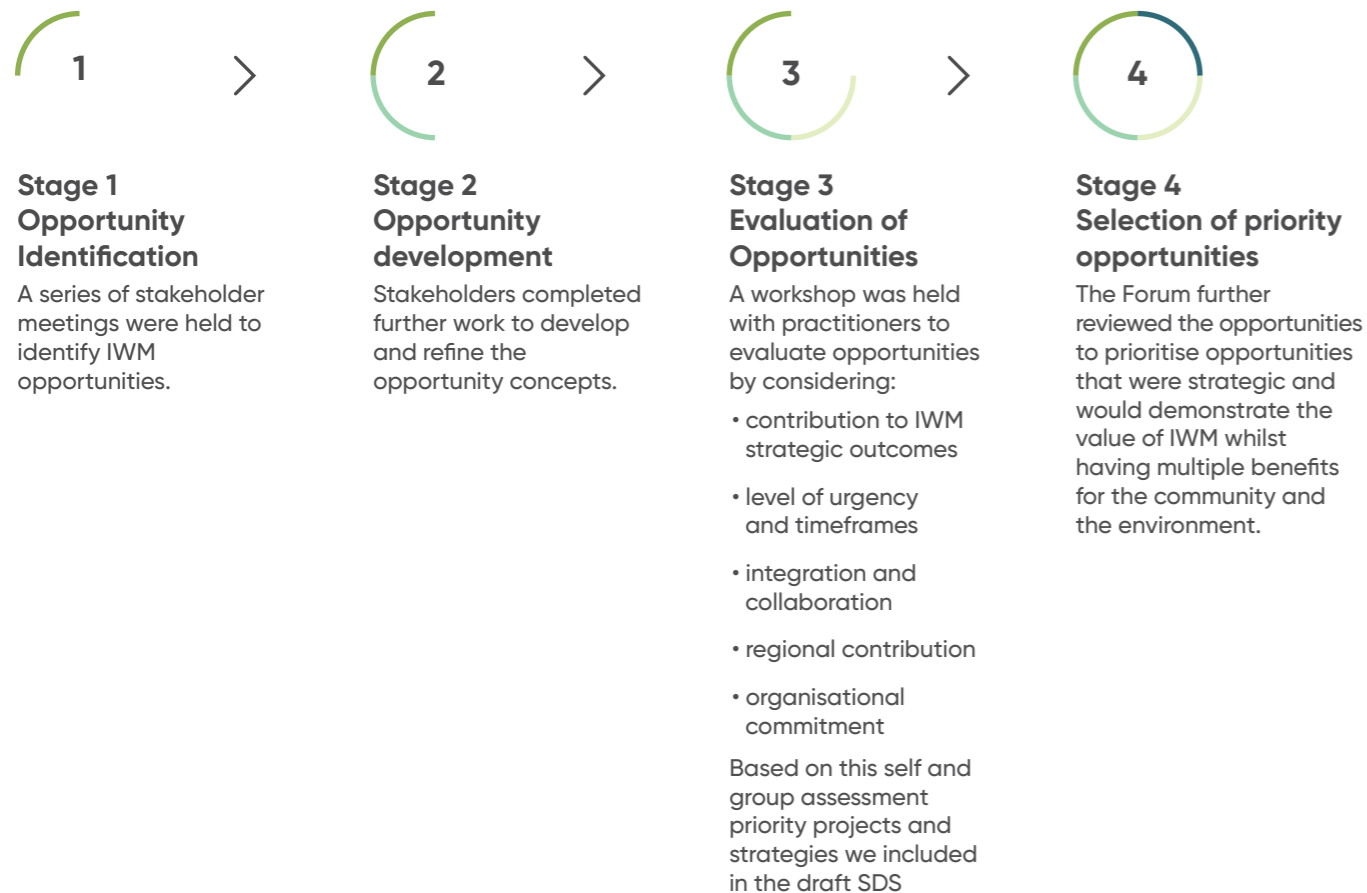 1
Stage 1
Opportunity
Identification
A series of stakeholder
meetings were held to
identify IWM
opportunities.
2
Stage 2
Opportunity
development
Stakeholders completed
further work to develop
and refine the
opportunity concepts.
3
Stage 3
Evaluation of
Opportunities
A workshop was held
with practitioners to
evaluate opportunities
by considering:
• contribution to IWM
strategic outcomes
• level of urgency
and timeframes
• integration and
collaboration
• regional contribution
• organisational
commitment
Based on this self and
group assessment
priority projects and
strategies we included
in the draft SDS
4
Stage 4
Selection of priority
opportunities
The Forum further
reviewed the opportunities
to prioritise opportunities
that were strategic and
would demonstrate the
value of IWM whilst
having multiple benefits
for the community and
the environment.